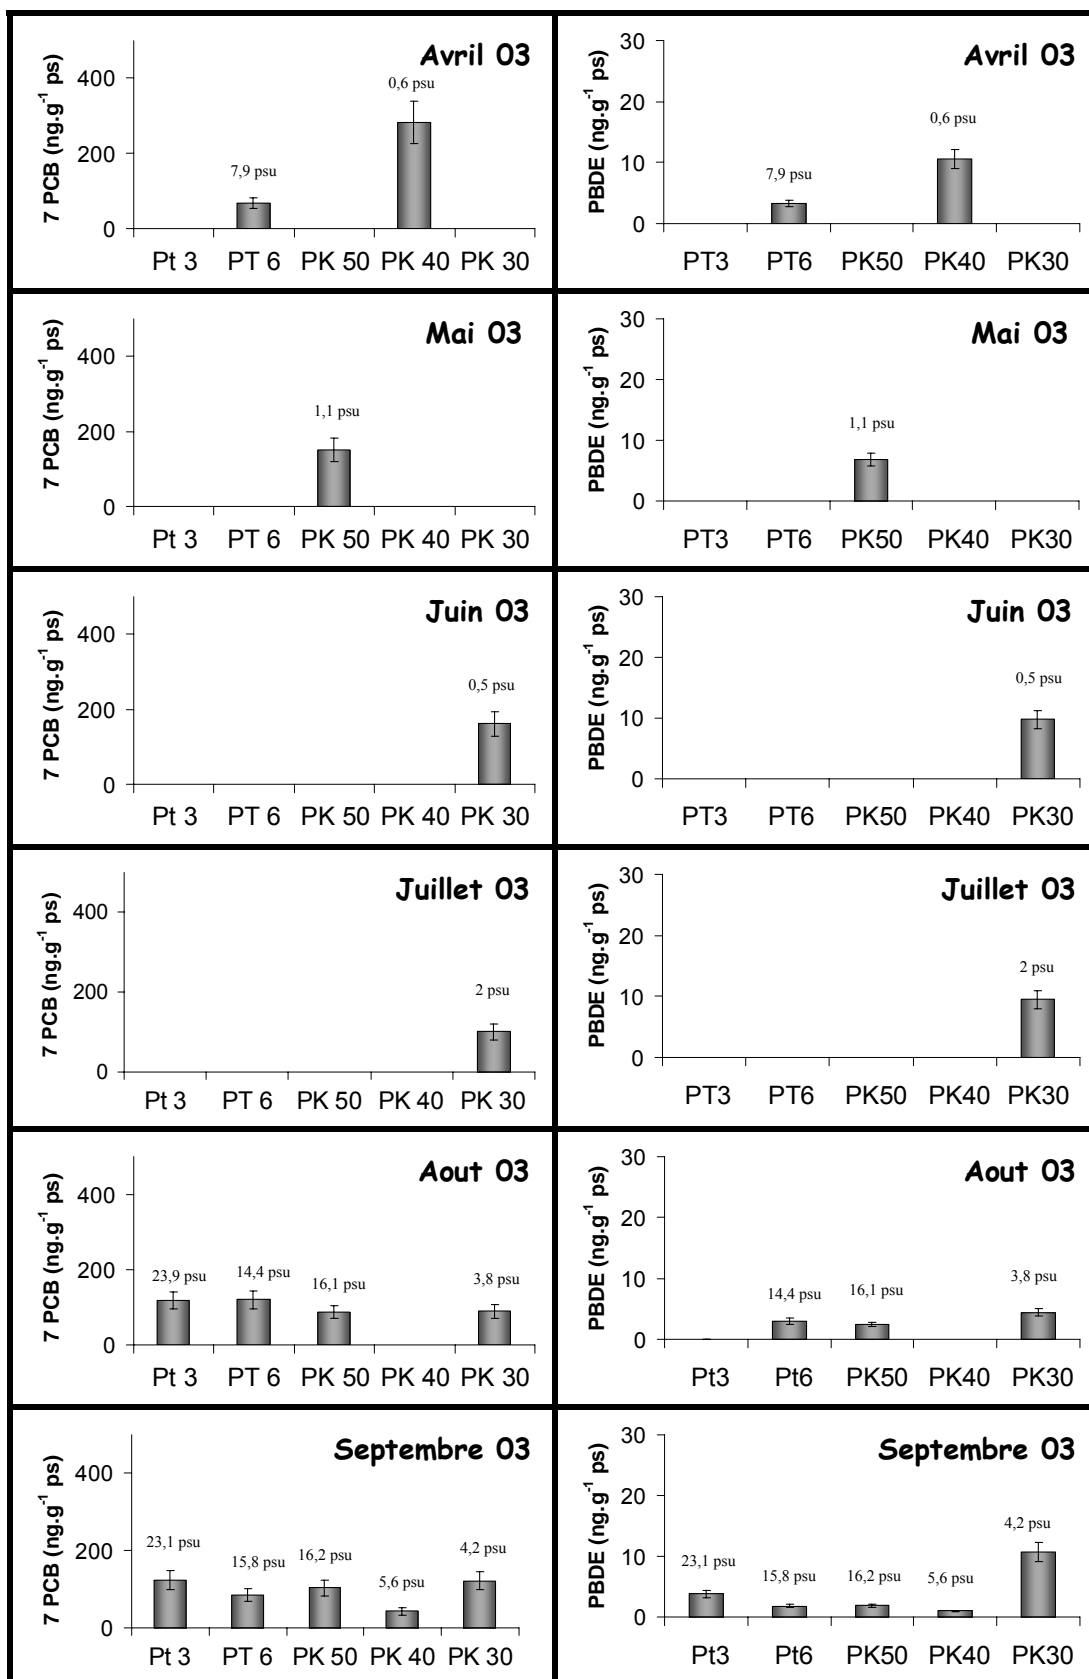 Avril 03
7 PCB (ng.g-1 ps)
400
200
0
7,9 psu
0,6 psu
Pt 3 PT 6 PK 50 PK 40 PK 30
Avril 03
PBDE (ng.g-1 ps)
30
20
10
0
7,9 psu
0,6 psu
PT3 PT6 PK50 PK40 PK30
Mai 03
7 PCB (ng.g-1 ps)
400
200
0
1,1 psu
Pt 3 PT 6 PK 50 PK 40 PK 30
Mai 03
PBDE (ng.g-1 ps)
30
20
10
0
1,1 psu
PT3 PT6 PK50 PK40 PK30
Juin 03
7 PCB (ng.g-1 ps)
400
200
0
0,5 psu
Pt 3 PT 6 PK 50 PK 40 PK 30
Juin 03
PBDE (ng.g-1 ps)
30
20
10
0
0,5 psu
PT3 PT6 PK50 PK40 PK30
Juillet 03
7 PCB (ng.g-1 ps)
400
200
0
2 psu
Pt 3 PT 6 PK 50 PK 40 PK 30
Juillet 03
PBDE (ng.g-1 ps)
30
20
10
0
2 psu
PT3 PT6 PK50 PK40 PK30
Aout 03
7 PCB (ng.g-1 ps)
400
200
0
23,9 psu 14,4 psu 16,1 psu 3,8 psu
Pt 3 PT 6 PK 50 PK 40 PK 30
Aout 03
PBDE (ng.g-1 ps)
30
20
10
0
14,4 psu 16,1 psu 3,8 psu
Pt3 Pt6 PK50 PK40 PK30
Septembre 03
7 PCB (ng.g-1 ps)
400
200
0
23,1 psu 15,8 psu 16,2 psu 5,6 psu 4,2 psu
Pt 3 PT 6 PK 50 PK 40 PK 30
Septembre 03
PBDE (ng.g-1 ps)
30
20
10
0
23,1 psu 15,8 psu 16,2 psu 5,6 psu 4,2 psu
Pt3 Pt6 PK50 PK40 PK30